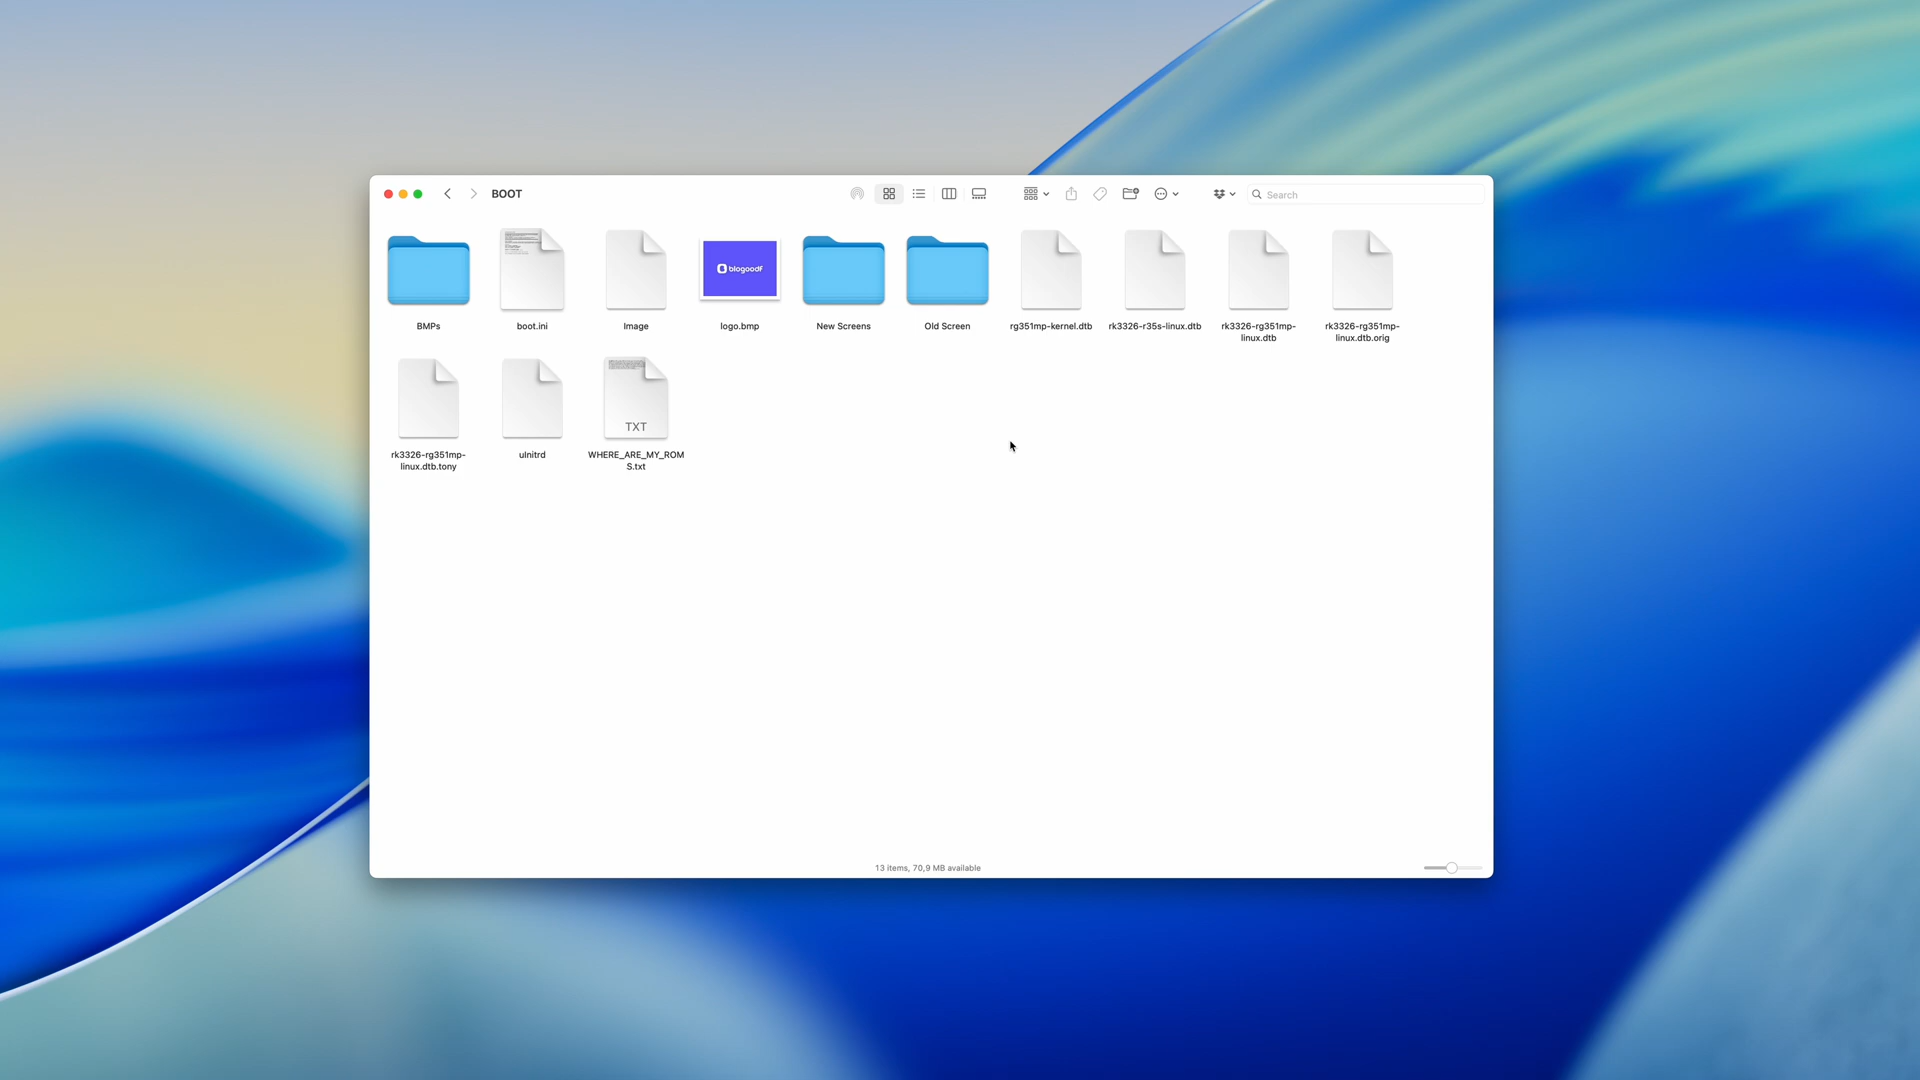 BOOT
Search
blogoodf
BMPs
boot.ini
Image
logo.bmp
New Screens
Old Screen
rg351mp-kernel.dtb
rk3326-r35s-linux.dtb
rk3326-rg351mp-
linux.dtb
rk3326-rg351mp-
linux.dtb.orig
TXT
rk3326-rg351mp-
linux.dtb.tony
uInitrd
WHERE_ARE_MY_ROM
S.txt
13 items, 70,9 MB available